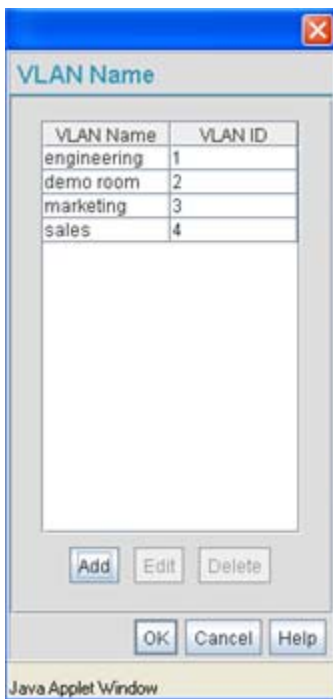 VLAN Name
VLAN Name VLAN ID
engineering 1
demo room 2
marketing 3
sales 4
Add Edit Delete
OK Cancel Help
Java Applet Window